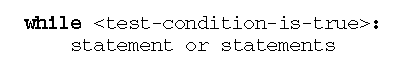 while <test-condition-is-true>:
statement or statements